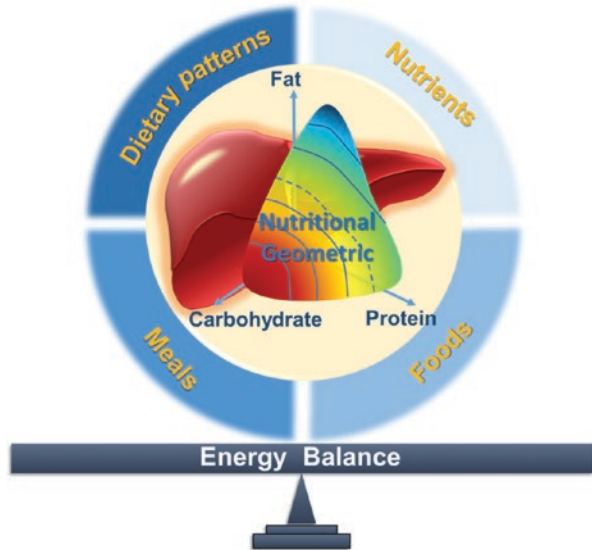 Dietary patterns
Nutrients
Fat
Nutritional
Geometric
Carbohydrate
Protein
Meals
Foods
Energy Balance